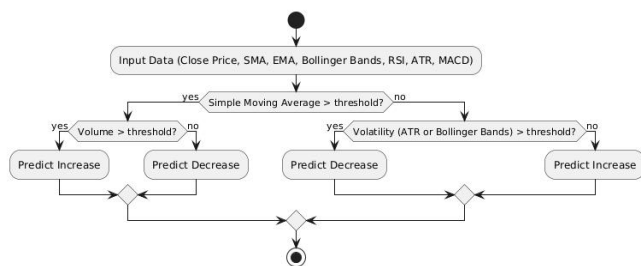 Input Data (Close Price, SMA, EMA, Bollinger Bands, RSI, ATR, MACD)
yes
Simple Moving Average > threshold?
no
yes
Volume > threshold?
no
yes
Volatility (ATR or Bollinger Bands) > threshold?
no
Predict Increase
Predict Decrease
Predict Decrease
Predict Increase